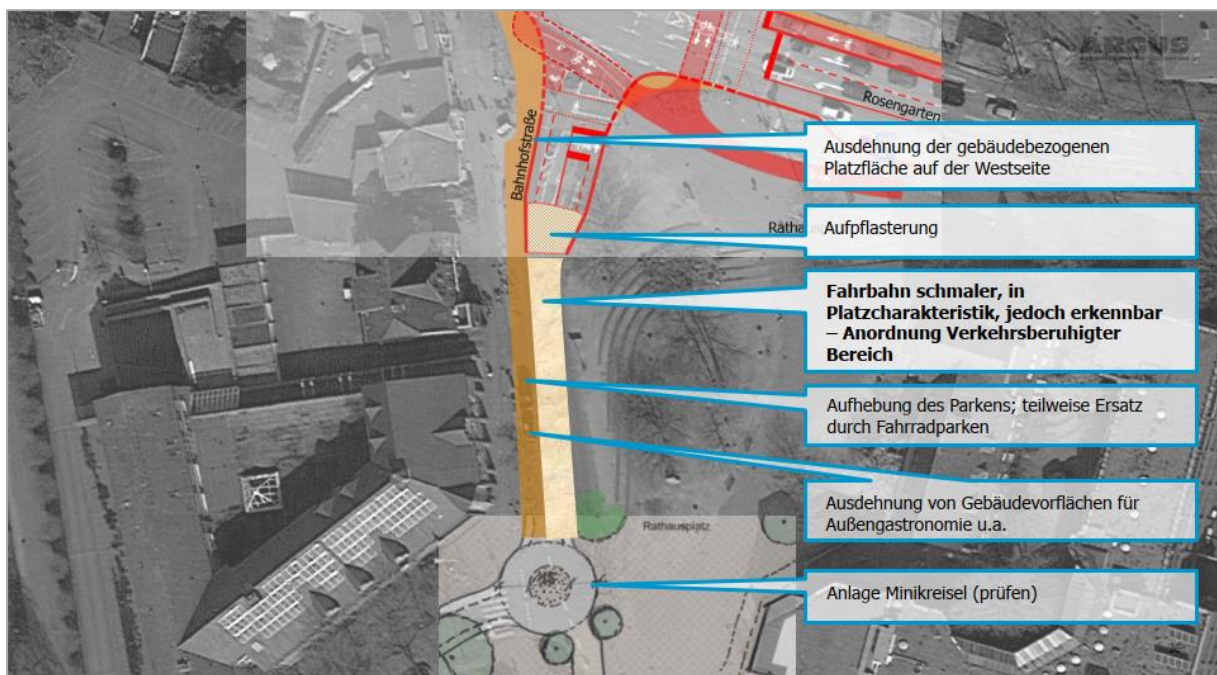 ARGUS
Rosengarten
Bahnhofstraße
Ausdehnung der gebäudebezogenen
Platzfläche auf der Westseite
Aufpflasterung
Fahrbahn schmaler, in
Platzcharakteristik, jedoch erkennbar
– Anordnung Verkehrsberuhigter
Bereich
Aufhebung des Parkens; teilweise Ersatz
durch Fahrradparken
Ausdehnung von Gebäudevorflächen für
Außengastronomie u.a.
Rathausplatz
Anlage Minikreisel (prüfen)